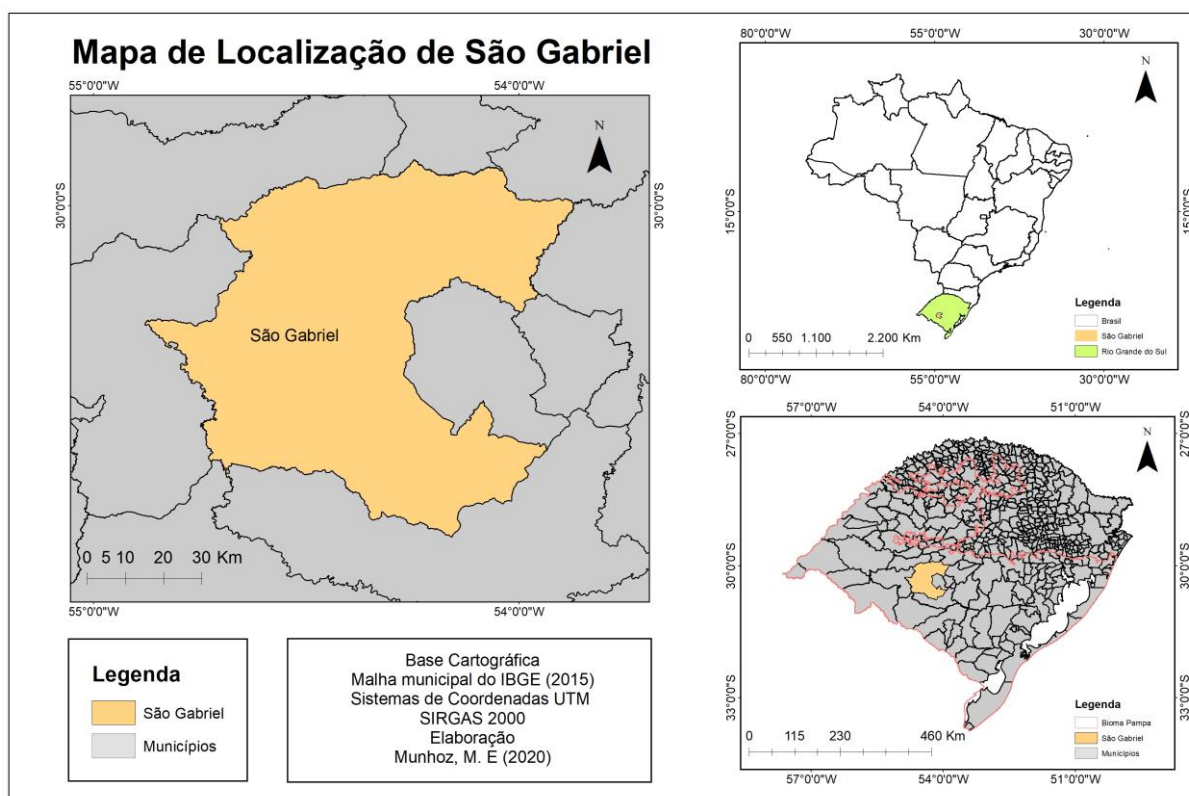 Mapa de Localização de São Gabriel
55°0'0"W
54°0'0"W
30°0'0"S
30°0'0"S
N
São Gabriel
0 5 10 20 30 Km
55°0'0"W
54°0'0"W
Legenda
São Gabriel
Municípios
Base Cartográfica
Malha municipal do IBGE (2015)
Sistemas de Coordenadas UTM
SIRGAS 2000
Elaboração
Munhoz, M. E (2020)
80°0'0"W
55°0'0"W
30°0'0"W
N
15°0'0"S
15°0'0"S
Legenda
Brasil
São Gabriel
Rio Grande do Sul
0 550 1.100 2.200 Km
80°0'0"W
55°0'0"W
30°0'0"W
57°0'0"W
54°0'0"W
51°0'0"W
27°0'0"S
27°0'0"S
N
30°0'0"S
30°0'0"S
33°0'0"S
33°0'0"S
Legenda
Bioma Pampa
São Gabriel
Municípios
0 115 230 460 Km
57°0'0"W
54°0'0"W
51°0'0"W